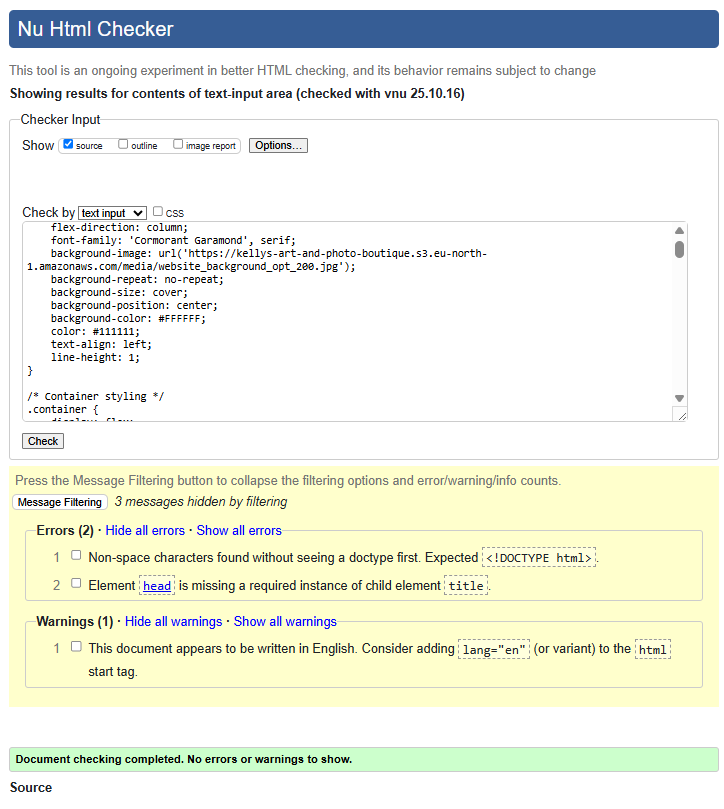 Nu Html Checker
This tool is an ongoing experiment in better HTML checking, and its behavior remains subject to change
Showing results for contents of text-input area (checked with vnu 25.10.16)
Checker Input
Show source outline image report Options...
Check by text input CSS
flex-direction: column;
font-family: 'Cormorant Garamond', serif;
background-image: url('https://kellys-art-and-photo-boutique.s3.eu-north-
1.amazonaws.com/media/website_background_opt_200.jpg');
background-repeat: no-repeat;
background-size: cover;
background-position: center;
background-color: #FFFFFF;
color: #111111;
text-align: left;
line-height: 1;
}
/* Container styling */
.container {
Check
Press the Message Filtering button to collapse the filtering options and error/warning/info counts.
Message Filtering 3 messages hidden by filtering
Errors (2) · Hide all errors · Show all errors
1 Non-space characters found without seeing a doctype first. Expected <!DOCTYPE html>.
2 Element head is missing a required instance of child element title.
Warnings (1) · Hide all warnings · Show all warnings
1 This document appears to be written in English. Consider adding lang="en" (or variant) to the html
start tag.
Document checking completed. No errors or warnings to show.
Source